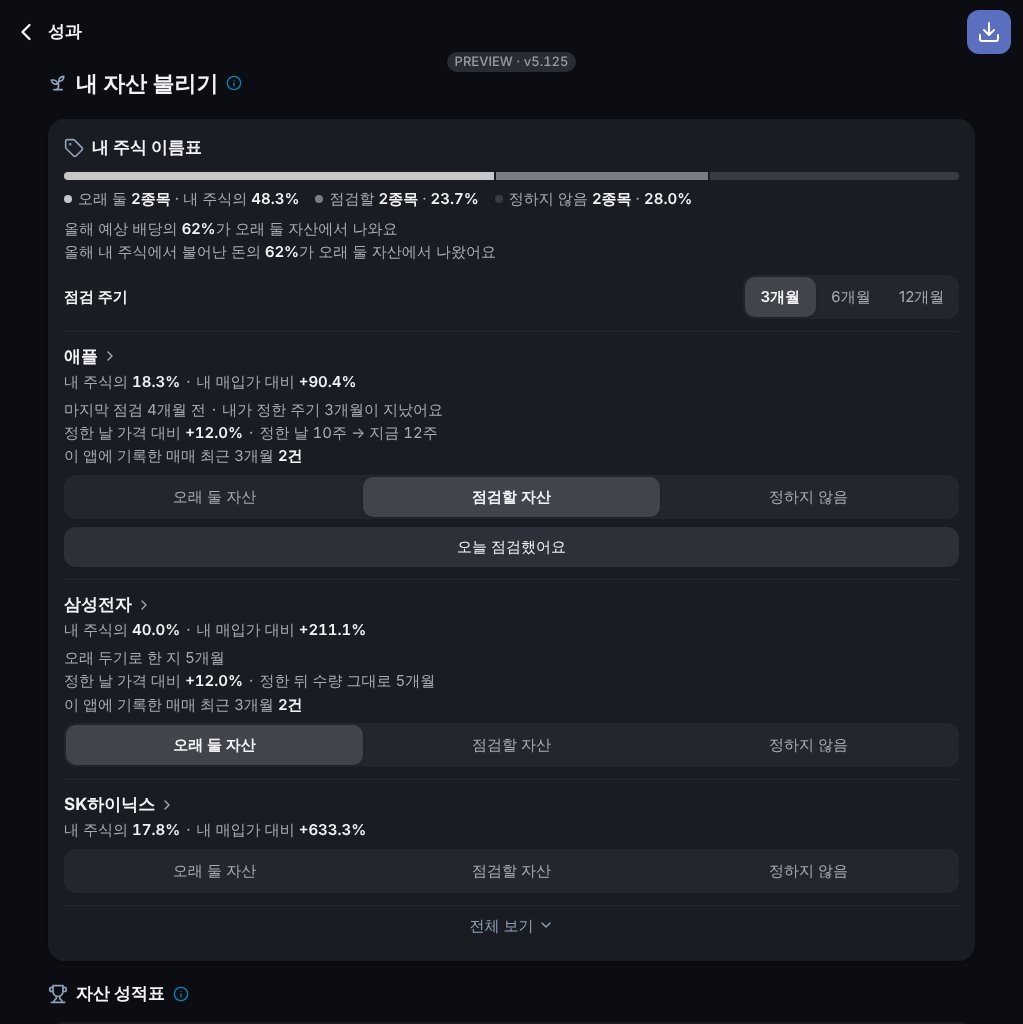 성과
PREVIEW · v5.125
내 자산 불리기
내 주식 이름표
오래 둘 2종목 · 내 주식의 48.3% 점검할 2종목 · 23.7% 정하지 않음 2종목 · 28.0%
올해 예상 배당의 62%가 오래 둘 자산에서 나와요
올해 내 주식에서 불어난 돈의 62%가 오래 둘 자산에서 나왔어요
점검 주기 3개월 6개월 12개월
애플
내 주식의 18.3% · 내 매입가 대비 +90.4%
마지막 점검 4개월 전 · 내가 정한 주기 3개월이 지났어요
정한 날 가격 대비 +12.0% · 정한 날 10주 → 지금 12주
이 앱에 기록한 매매 최근 3개월 2건
오래 둘 자산 점검할 자산 정하지 않음
오늘 점검했어요
삼성전자
내 주식의 40.0% · 내 매입가 대비 +211.1%
오래 두기로 한 지 5개월
정한 날 가격 대비 +12.0% · 정한 뒤 수량 그대로 5개월
이 앱에 기록한 매매 최근 3개월 2건
오래 둘 자산 점검할 자산 정하지 않음
SK하이닉스
내 주식의 17.8% · 내 매입가 대비 +633.3%
오래 둘 자산 점검할 자산 정하지 않음
전체 보기
자산 성적표